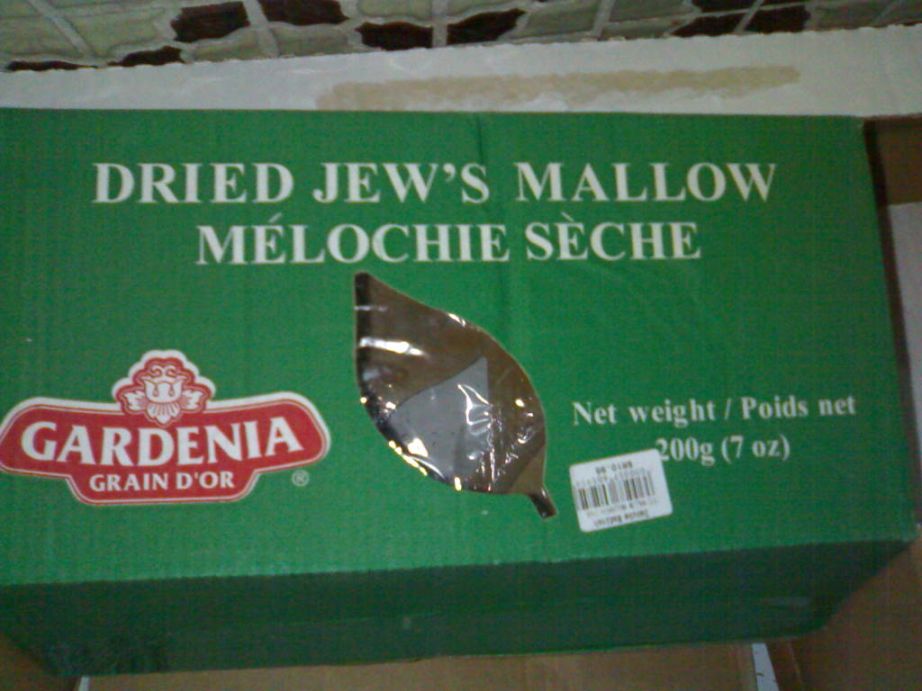 DRIED JEW'S MALLOW
MÉLOCHIE SÈCHE
GARDENIA
GRAIN D'OR
®
Net weight / Poids net
200g (7 oz)